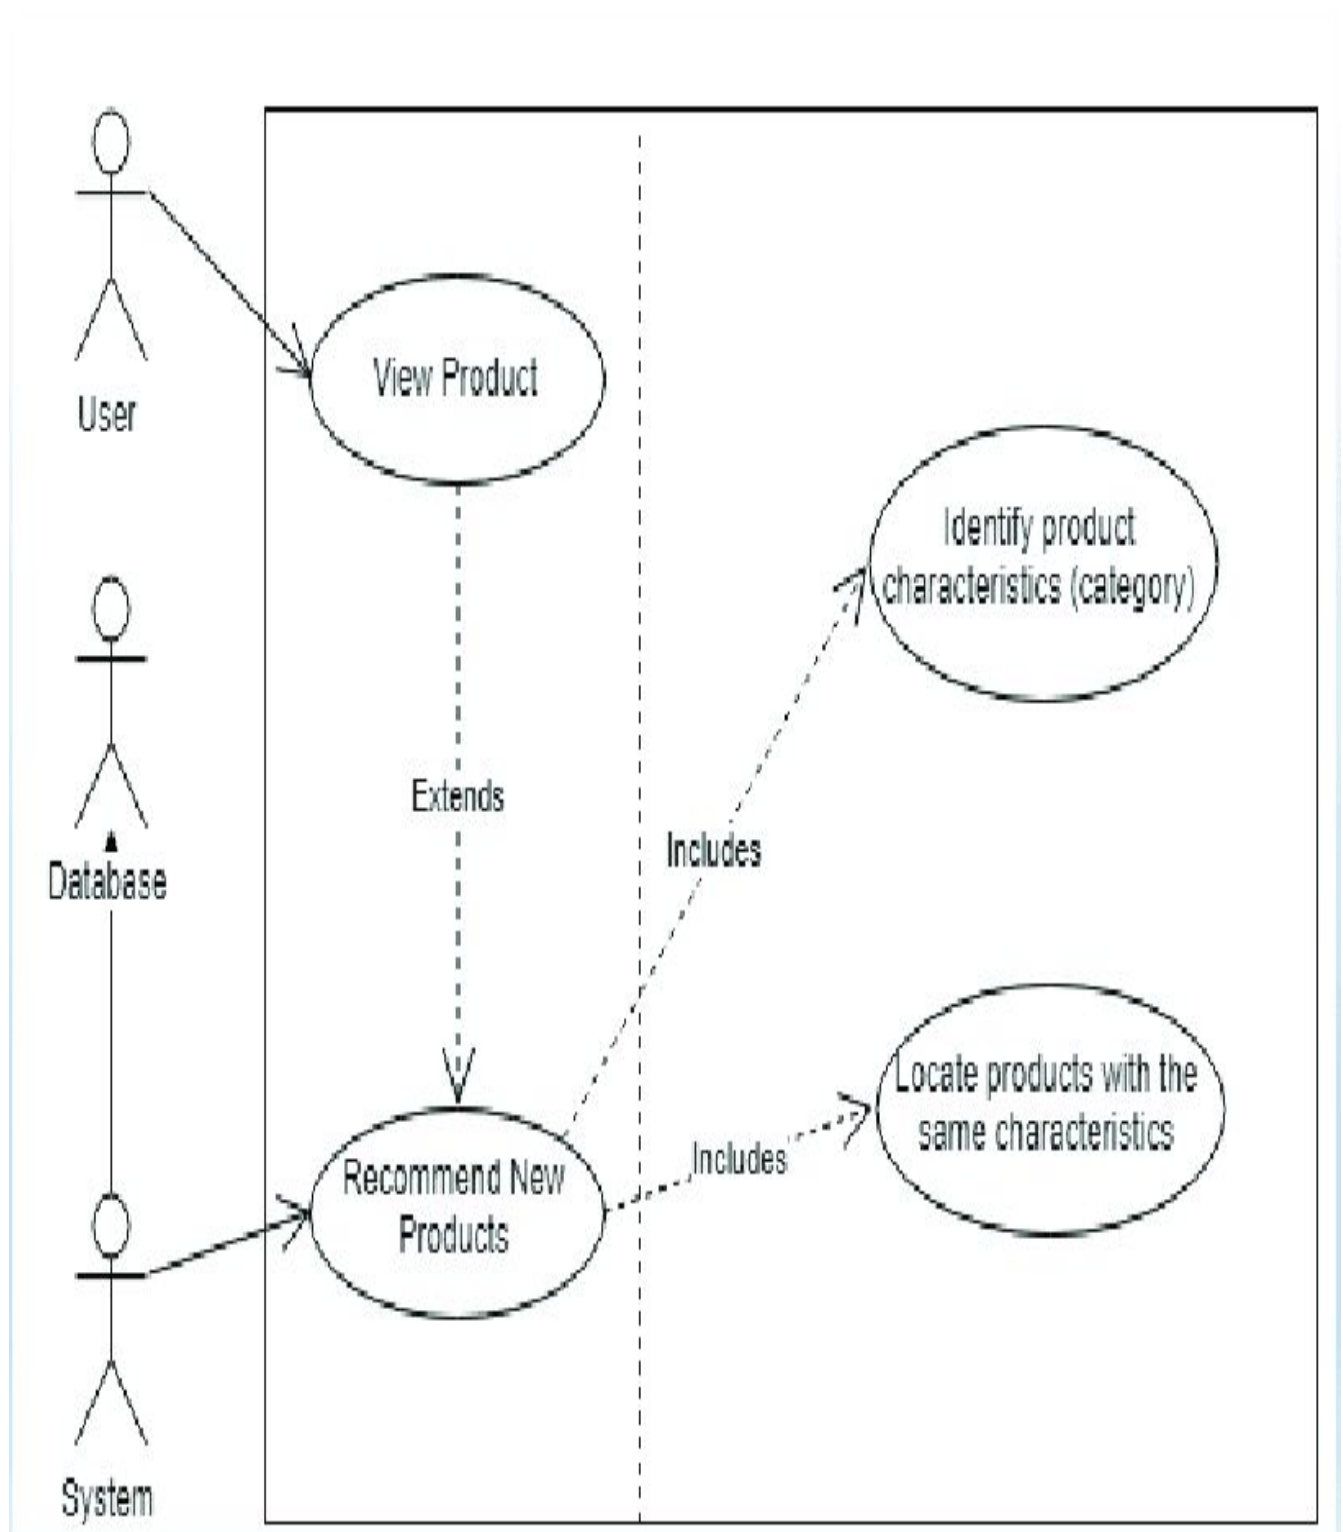 User
View Product
Identify product
characteristics (category)
Extends
Includes
Database
Locate products with the
same characteristics
Includes
Recommend New
Products
System